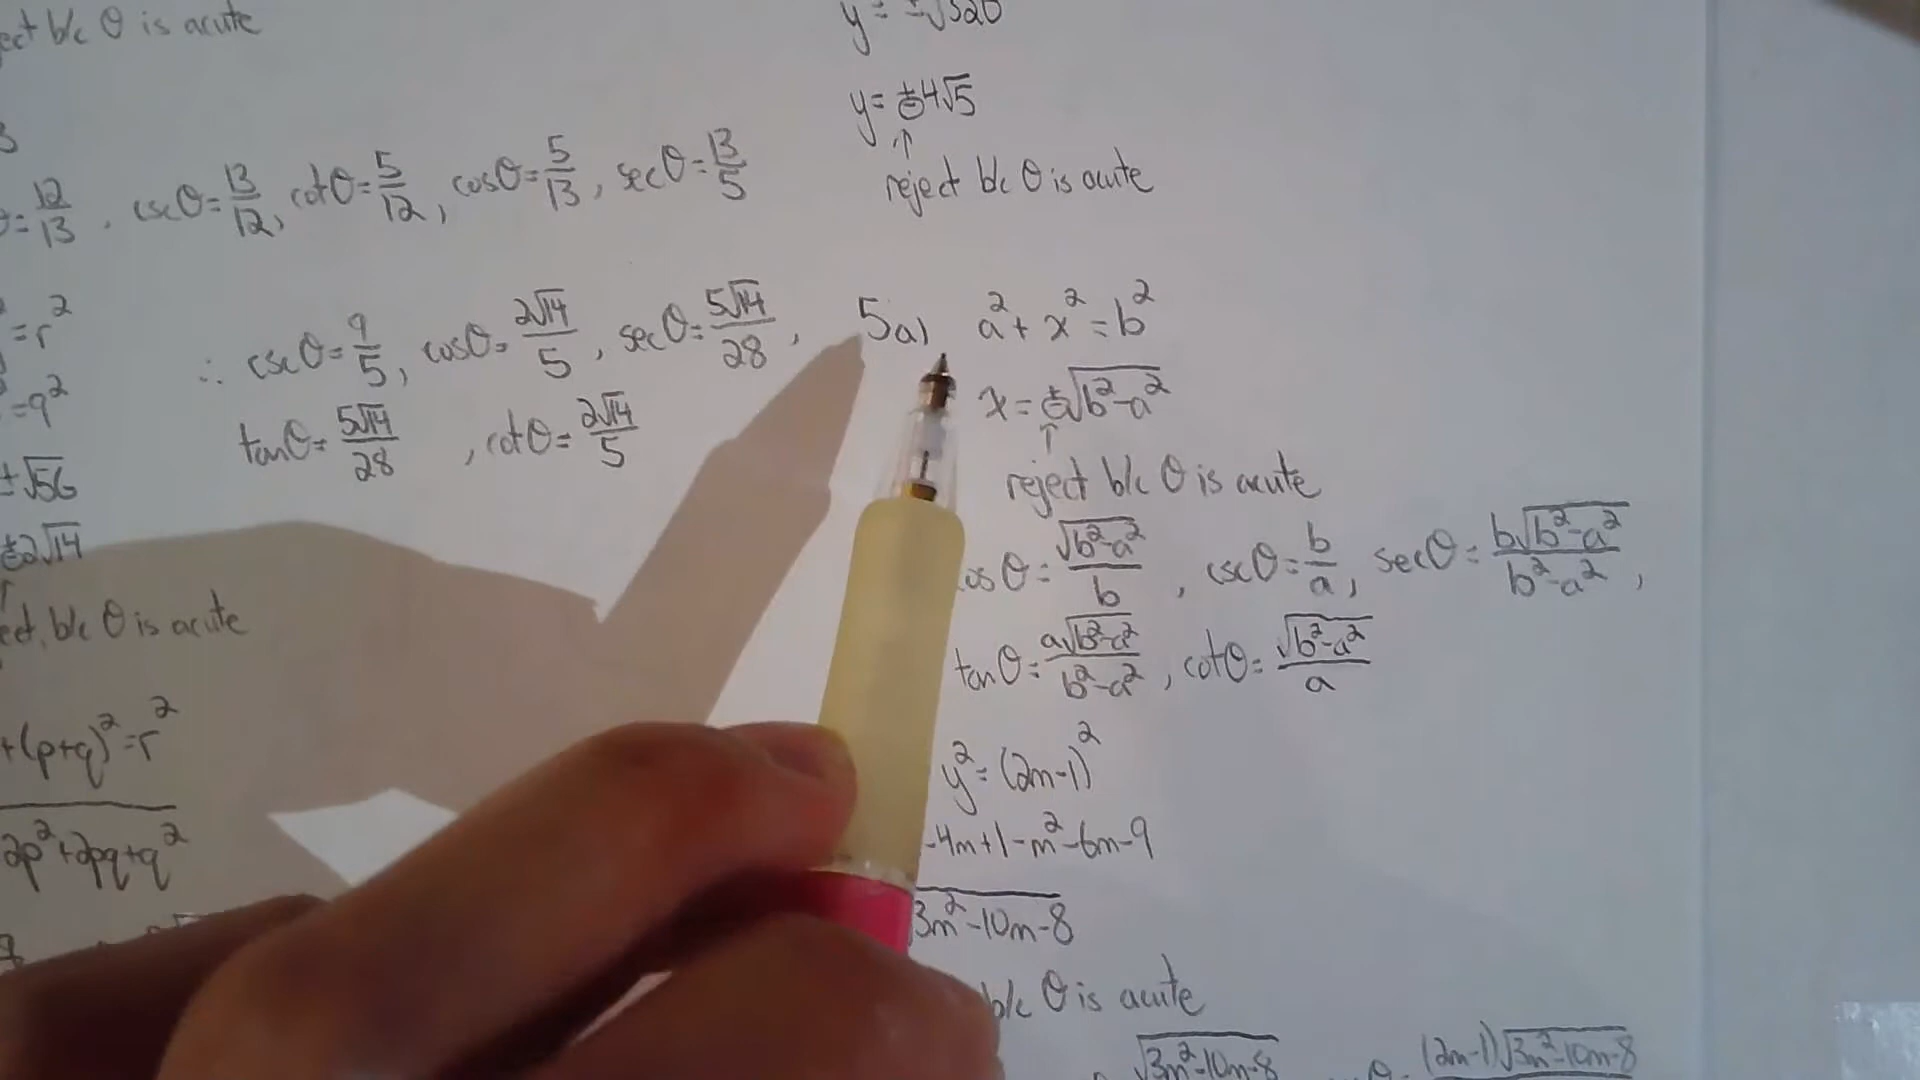 ect b/c θ is acute
= 12/13, cscθ = 13/12, cotθ = 5/12, cosθ = 5/13, secθ = 13/5
= r²
= 9²
±√56
±2√14
ect, b/c θ is acute
∴ cscθ = 9/5, cosθ = 2√14/5, secθ = 5√14/28,
tanθ = 5√14/28, cotθ = 2√14/5
+(p+q)² = r²
2p²+2pq+q²
y = ±√320
y = ±4√5
↑
reject b/c θ is acute
5a) a² + x² = b²
x = ±√(b²-a²)
↑
reject b/c θ is acute
os θ = √(b²-a²)/b, cscθ = b/a, secθ = b√(b²-a²)/(b²-a²),
tanθ = a√(b²-a²)/(b²-a²), cotθ = √(b²-a²)/a
y² = (2m-1)²
-4m+1-m²-6m-9
3m²-10m-8
b/c θ is acute
√(3m²-10m-8)
(2m-1)√(3m²-10m-8)